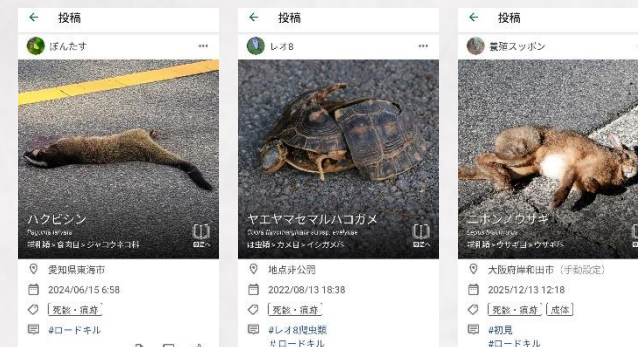 ← 投稿
ぽんたす
ハクビシン
Paguma larvata
哺乳類>食肉目>ジャコウネコ科
図鑑へ
愛知県東海市
2024/06/15 6:58
死骸・痕跡
#ロードキル
← 投稿
レオ8
ヤエヤマセマルハコガメ
は虫類>カメ目>イシガメ科
図鑑へ
地点非公開
2022/08/13 18:38
死骸・痕跡
#レオ8爬虫類
#ロードキル
← 投稿
養殖スッポン
ニホンノウサギ
Lepus brachyurus
哺乳類>ウサギ目>ウサギ科
図鑑へ
大阪府岸和田市（手動設定）
2025/12/13 12:18
死骸・痕跡 成体
#初見
#ロードキル